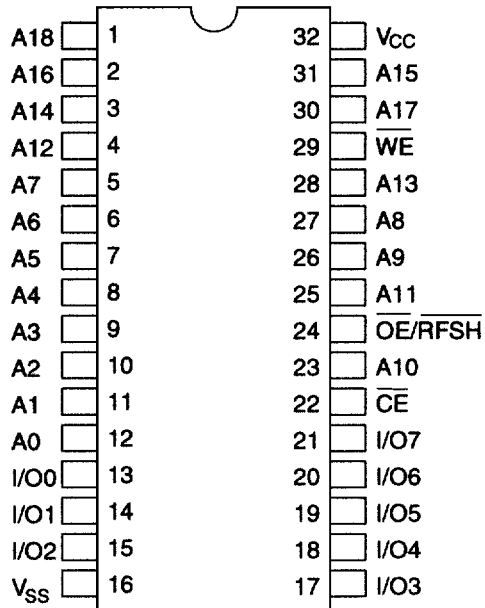 A18 1 32 VCC
A16 2 31 A15
A14 3 30 A17
A12 4 29 WE
A7 5 28 A13
A6 6 27 A8
A5 7 26 A9
A4 8 25 A11
A3 9 24 OE/RFSH
A2 10 23 A10
A1 11 22 CE
A0 12 21 I/O7
I/O0 13 20 I/O6
I/O1 14 19 I/O5
I/O2 15 18 I/O4
VSS 16 17 I/O3